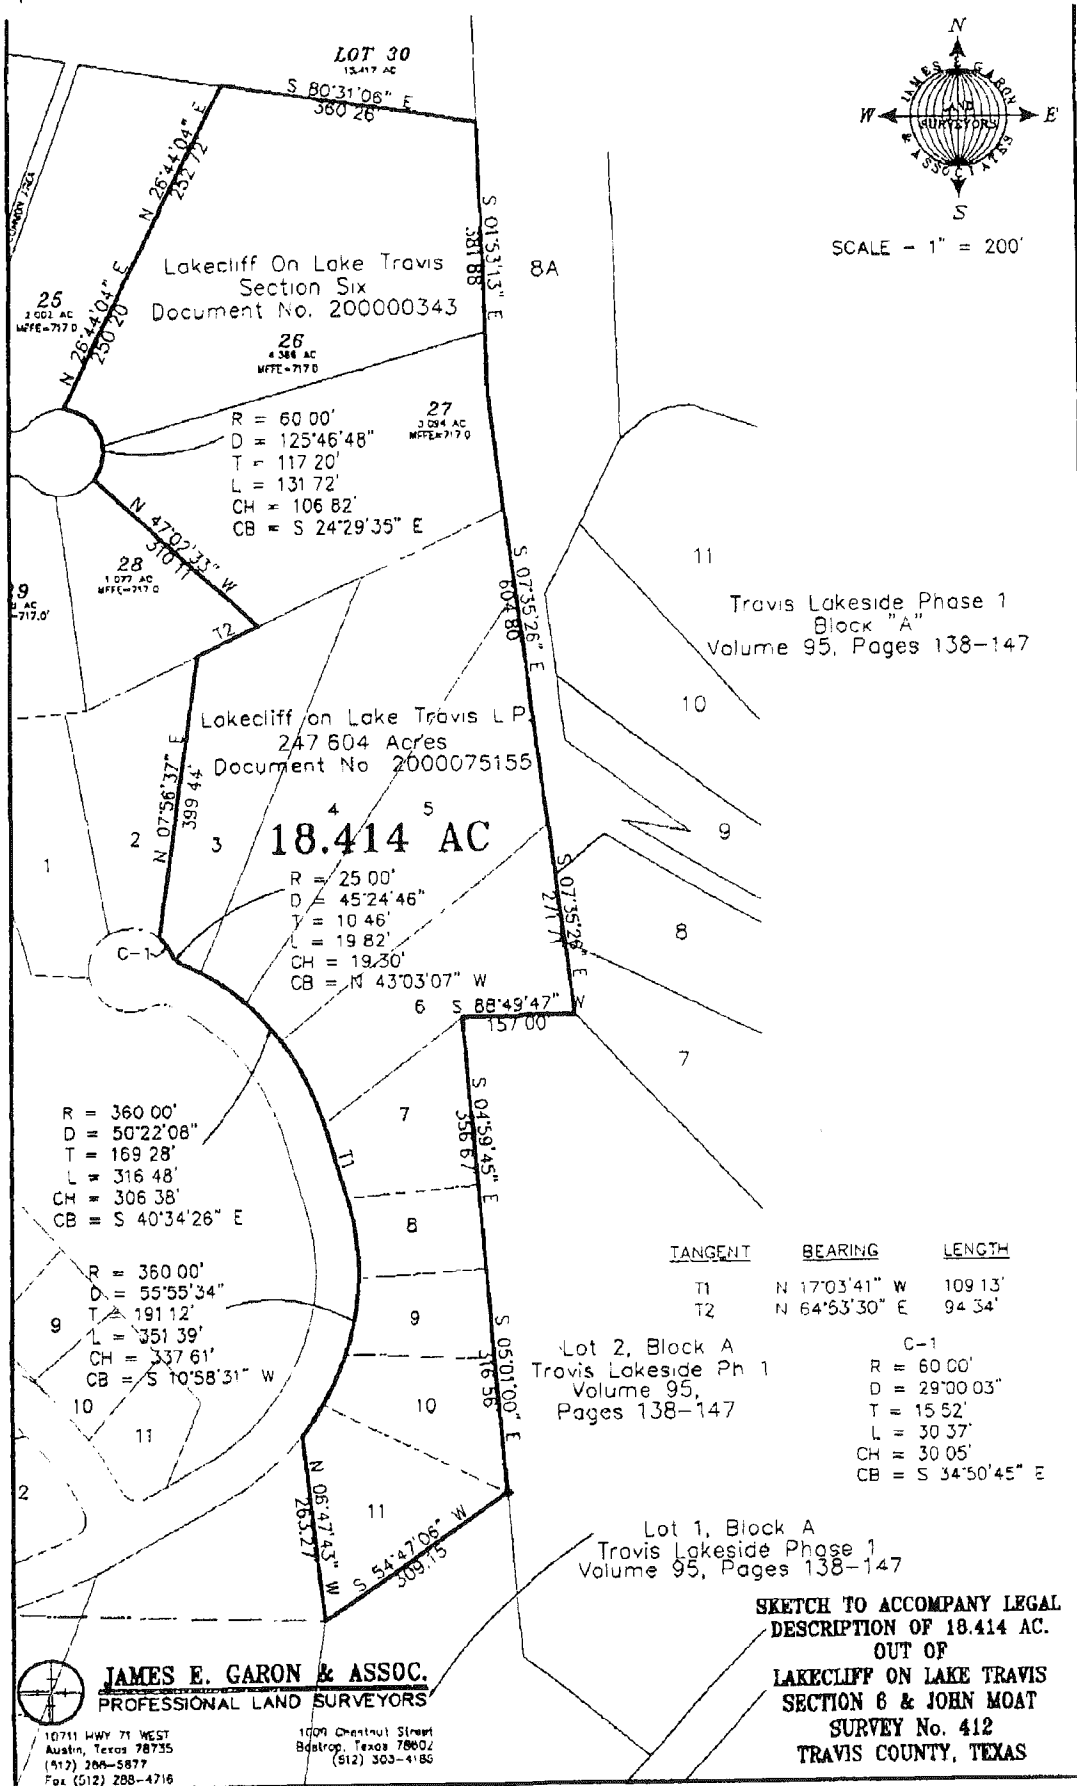 LOT 30
13.417 AC
S 80°31'06" E
360 26'
N 26°44'04" E
252 72'
N 26°44'04" E
250 20'
COMMON AREA
N
W
E
S
JAMES E GARON
LAND
SURVEYORS
& ASSOCIATES
SCALE - 1" = 200'
Lakecliff On Lake Travis
Section Six
Document No. 200000343
S 01°53'13" E
381 88
8A
25
2 002 AC
MFFE=717 0
26
4 386 AC
MFFE=717 0
27
3 094 AC
MFFE=717 0
R = 60 00'
D = 125°46'48"
T = 117 20'
L = 131 72'
CH = 106 82'
CB = S 24°29'35" E
N 47°02'33" W
310 11'
28
1 077 AC
MFFE=717 0
9
AC
=717.0'
T2
S 07°35'26" E
604 80
11
Travis Lakeside Phase 1
Block "A"
Volume 95, Pages 138-147
10
9
8
7
Lakecliff on Lake Travis L P.
247 604 Acres
Document No 2000075155
N 07°56'37" E
399 44'
1
2
3
4
5
18.414 AC
R = 25 00'
D = 45°24'46"
T = 10 46'
L = 19 82'
CH = 19.30'
CB = N 43°03'07" W
C-1
S 07°35'26" E
271 71
6
S 88°49'47" W
157 00'
R = 360 00'
D = 50°22'08"
T = 169 28'
L = 316 48'
CH = 306 38'
CB = S 40°34'26" E
T1
7
S 04°59'45" E
356 67
8
R = 360 00'
D = 55°55'34"
T = 191 12'
L = 351 39'
CH = 337 61'
CB = S 10°58'31" W
9
9
10
10
11
2
S 05°01'00" E
316 56
TANGENT BEARING LENGTH
T1 N 17°03'41" W 109 13'
T2 N 64°53'30" E 94 34'
C-1
R = 60 00'
D = 29°00 03"
T = 15 52'
L = 30 37'
CH = 30 05'
CB = S 34°50'45" E
Lot 2, Block A
Travis Lakeside Ph 1
Volume 95,
Pages 138-147
N 06°47'43" W
263.27
11
S 54°47'06" W
309.15'
Lot 1, Block A
Travis Lakeside Phase 1
Volume 95, Pages 138-147
SKETCH TO ACCOMPANY LEGAL
DESCRIPTION OF 18.414 AC.
OUT OF
LAKECLIFF ON LAKE TRAVIS
SECTION 6 & JOHN MOAT
SURVEY No. 412
TRAVIS COUNTY, TEXAS
JAMES E. GARON & ASSOC.
PROFESSIONAL LAND SURVEYORS
10711 HWY 71 WEST
Austin, Texas 78735
(512) 288-5877
Fax (512) 288-4716
1009 Chestnut Street
Bastrop, Texas 78602
(512) 303-4185